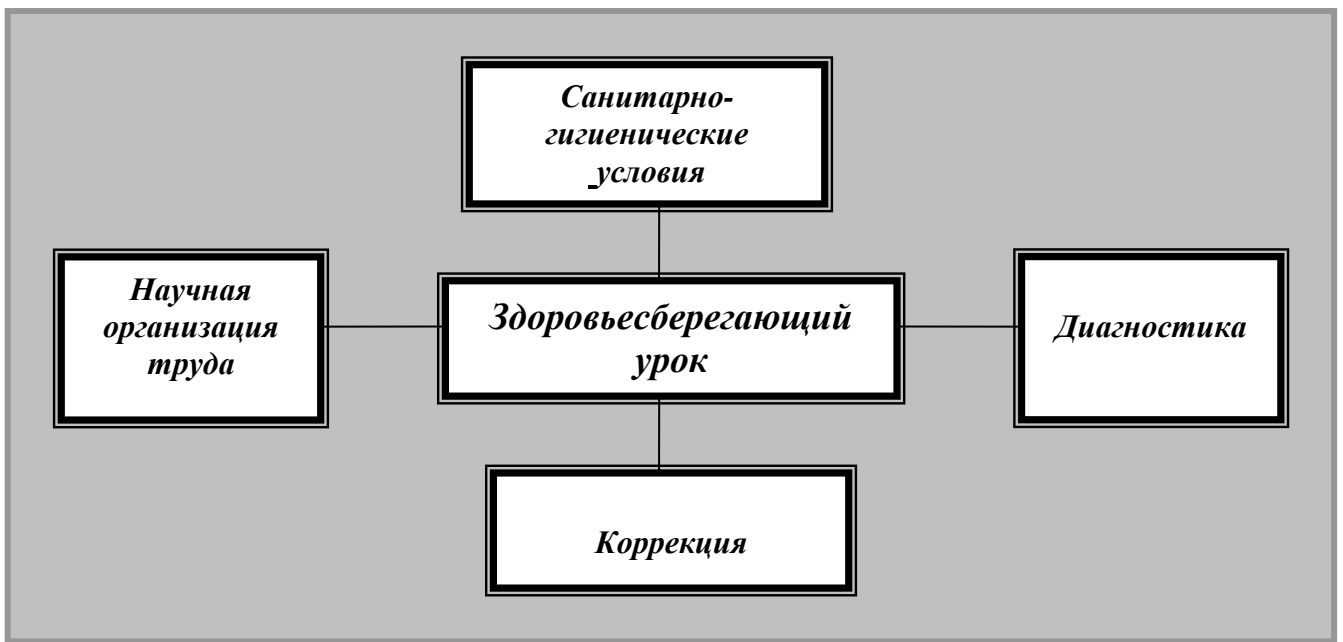 Санитарно-
гигиенические
условия
Научная
организация
труда
Здоровьесберегающий
урок
Диагностика
Коррекция